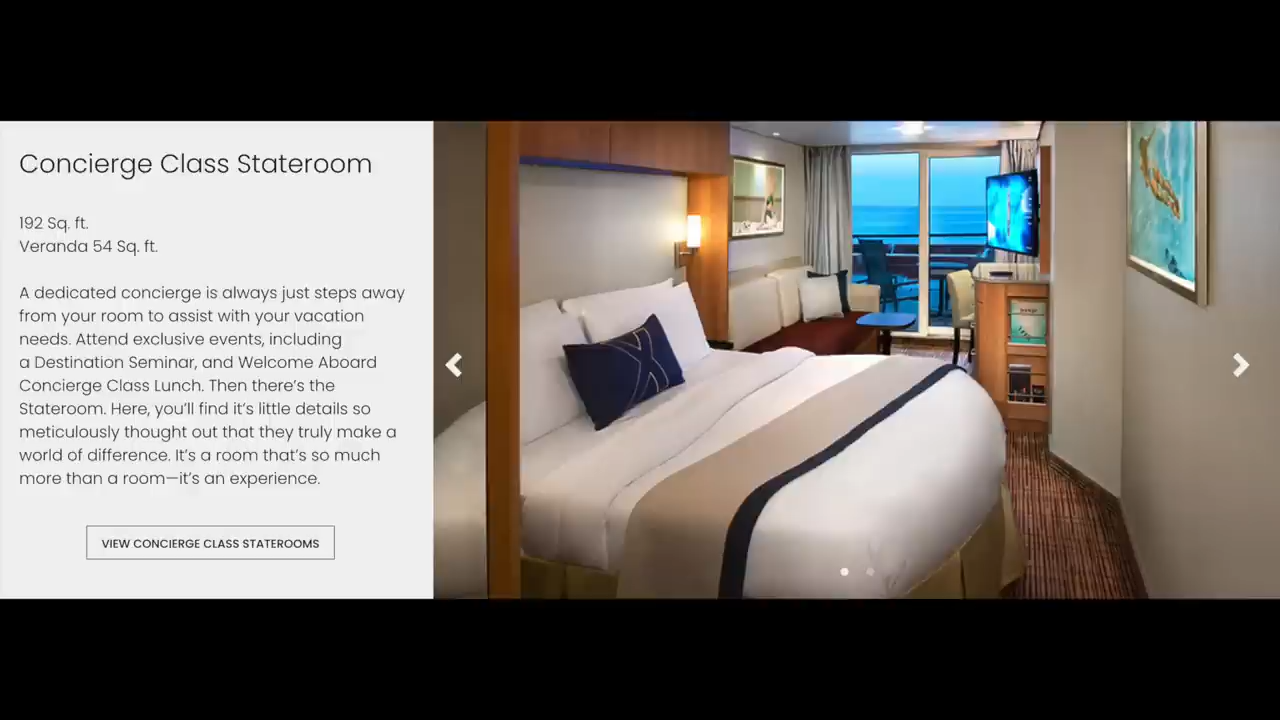 Concierge Class Stateroom
192 Sq. ft.
Veranda 54 Sq. ft.
A dedicated concierge is always just steps away
from your room to assist with your vacation
needs. Attend exclusive events, including
a Destination Seminar, and Welcome Aboard
Concierge Class Lunch. Then there’s the
Stateroom. Here, you’ll find it’s little details so
meticulously thought out that they truly make a
world of difference. It’s a room that’s so much
more than a room—it’s an experience.
VIEW CONCIERGE CLASS STATEROOMS